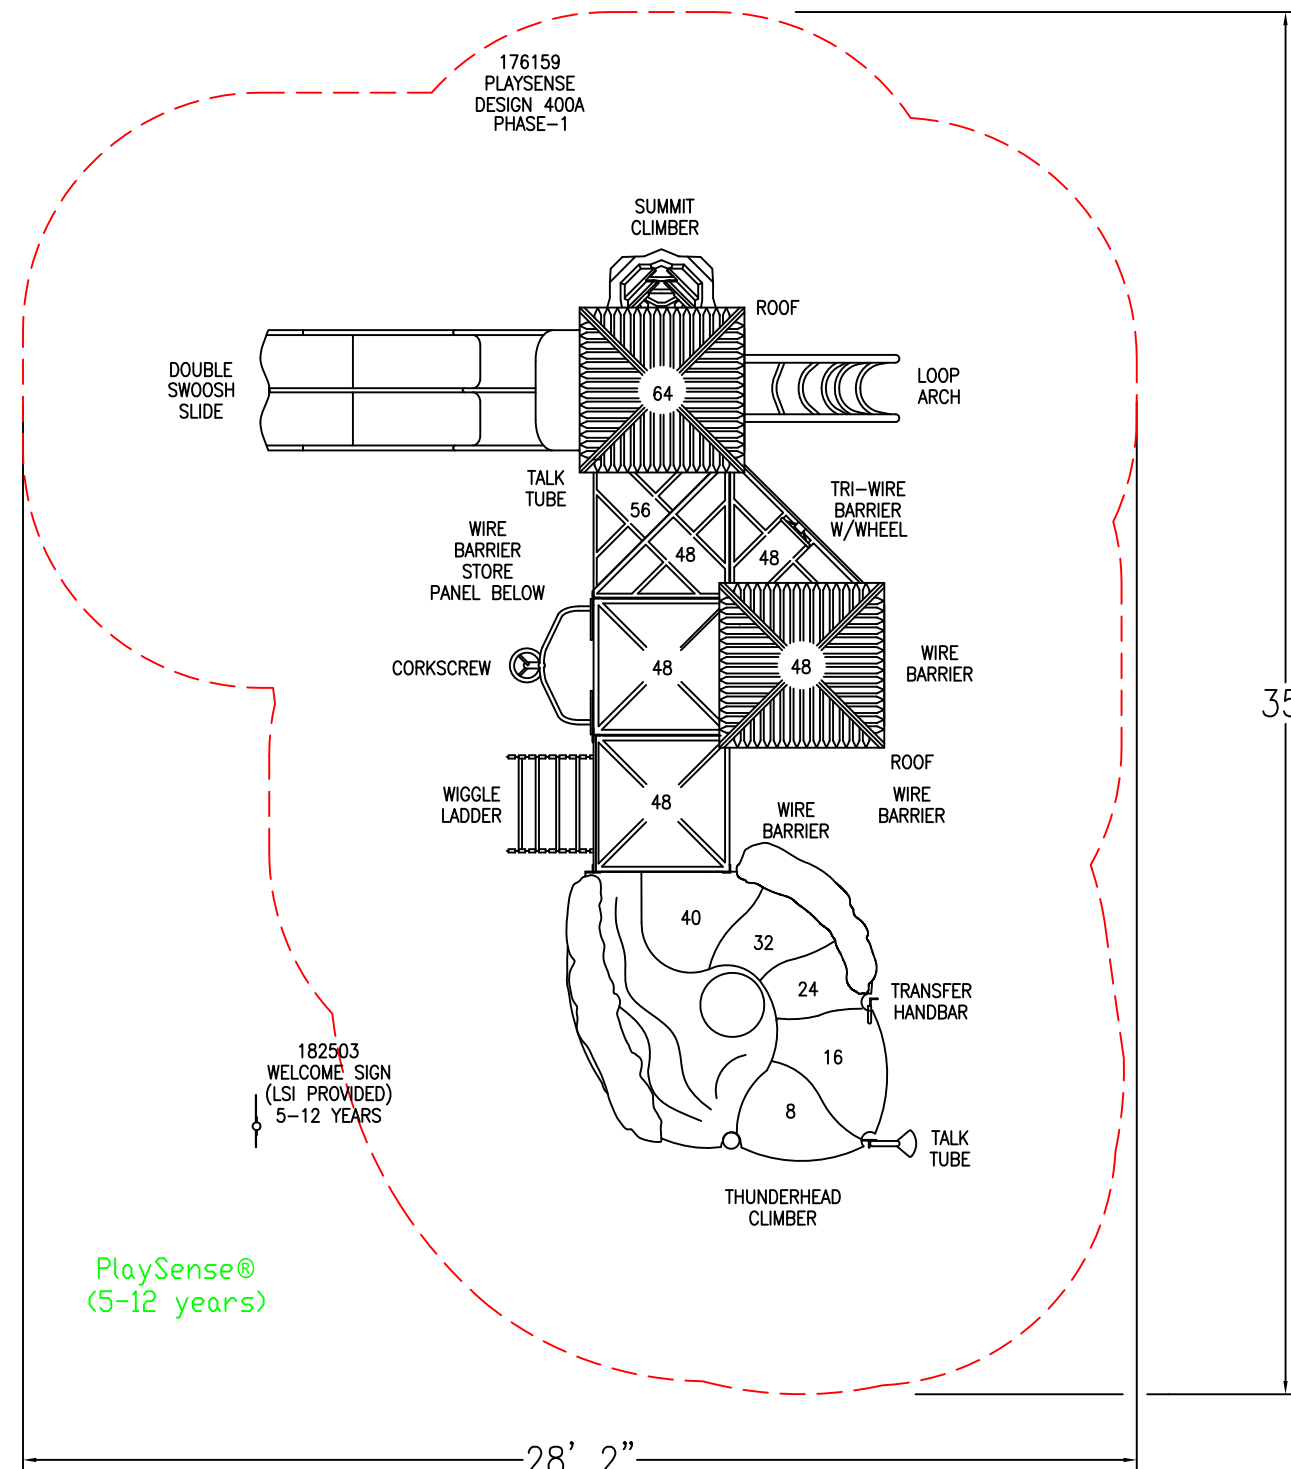 176159
PLAYSENSE
DESIGN 400A
PHASE-1
SUMMIT
CLIMBER
ROOF
DOUBLE
SWOOSH
SLIDE
64
LOOP
ARCH
TALK
TUBE
56
TRI-WIRE
BARRIER
W/WHEEL
WIRE
BARRIER
STORE
PANEL BELOW
48
48
CORKSCREW
48
48
WIRE
BARRIER
35
ROOF
WIGGLE
LADDER
48
WIRE
BARRIER
WIRE
BARRIER
40
32
24
TRANSFER
HANDBAR
16
182503
WELCOME SIGN
(LSI PROVIDED)
5-12 YEARS
8
TALK
TUBE
THUNDERHEAD
CLIMBER
PlaySense®
(5-12 years)
28' 2"